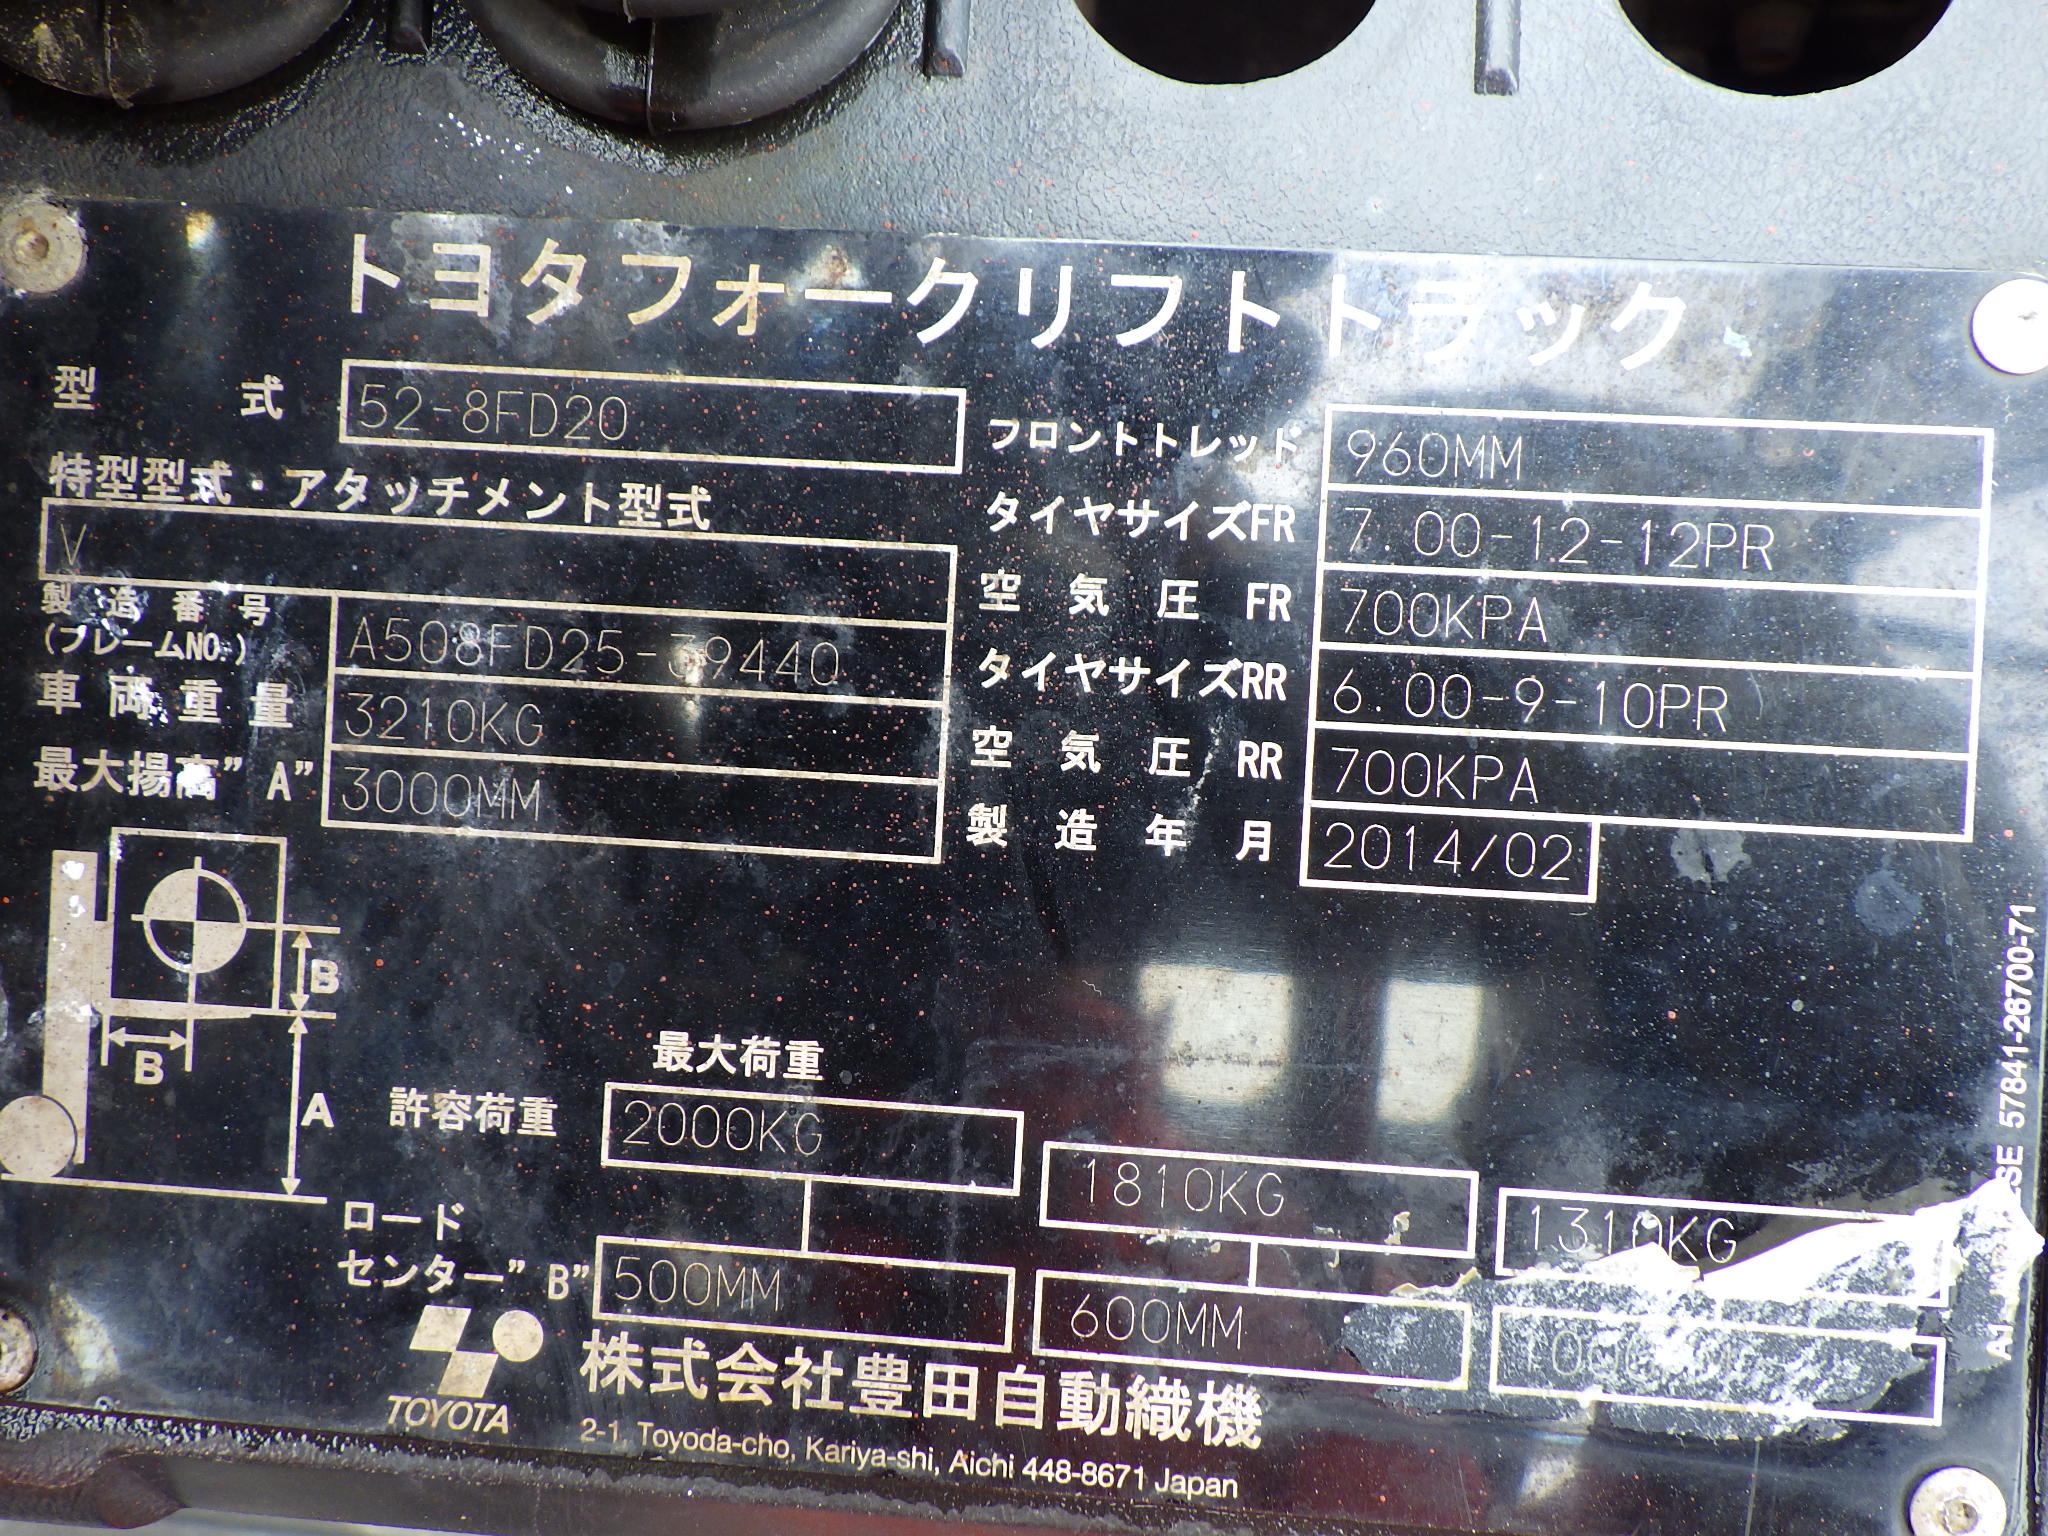 トヨタフォークリフトトラック
型 式 52-8FD20
特型型式・アタッチメント型式
V
製造番号
(フレームNO.) A508FD25-39440
車両重量 3210KG
最大揚高"A" 3000MM
フロントトレッド 960MM
タイヤサイズFR 7.00-12-12PR
空気圧 FR 700KPA
タイヤサイズRR 6.00-9-10PR
空気圧 RR 700KPA
製造年月 2014/02
B
B
A
最大荷重
許容荷重 2000KG 1810KG 1310KG
ロード
センター"B" 500MM 600MM
TOYOTA
株式会社豊田自動織機
2-1, Toyoda-cho, Kariya-shi, Aichi 448-8671 Japan
57841-26700-71